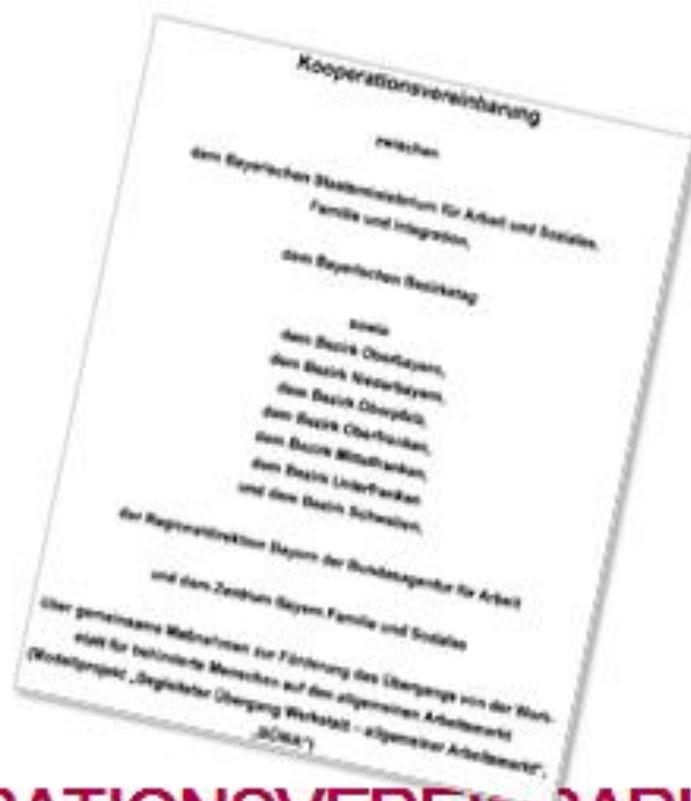 Kooperationsvereinbarung
zwischen
dem Bayerischen Staatsministerium für Arbeit und Soziales,
Familie und Integration,
dem Bayerischen Bezirketag
sowie
dem Bezirk Oberbayern,
dem Bezirk Niederbayern,
dem Bezirk Oberpfalz,
dem Bezirk Oberfranken,
dem Bezirk Mittelfranken,
dem Bezirk Unterfranken
und dem Bezirk Schwaben,
der Regionaldirektion Bayern der Bundesagentur für Arbeit
und dem Zentrum Bayern Familie und Soziales
über gemeinsame Maßnahmen zur Förderung des Übergangs von der Werk-
statt für behinderte Menschen auf den allgemeinen Arbeitsmarkt
(Modellprojekt „Begleiteter Übergang Werkstatt - allgemeiner Arbeitsmarkt“,
„BÜWA“)